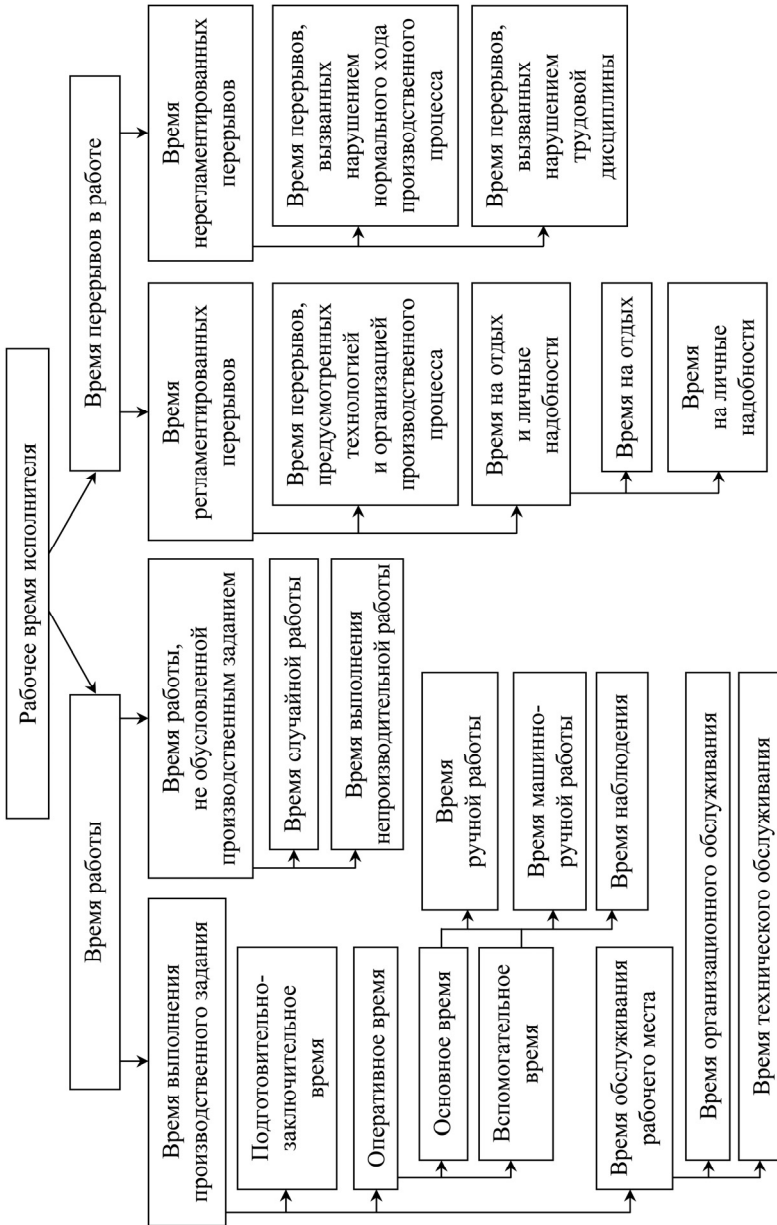 Рабочее время исполнителя
Время работы
Время перерывов в работе
Время выполнения
производственного задания
Время работы,
не обусловленной
производственным заданием
Время
регламентированных
перерывов
Время
нерегламентированных
перерывов
Подготовительно-
заключительное
время
Оперативное время
Основное время
Вспомогательное
время
Время
ручной работы
Время машинно-
ручной работы
Время наблюдения
Время обслуживания
рабочего места
Время организационного обслуживания
Время технического обслуживания
Время случайной работы
Время выполнения
непроизводительной работы
Время перерывов,
предусмотренных
технологией
и организацией
производственного
процесса
Время на отдых
и личные
надобности
Время на отдых
Время
на личные
надобности
Время перерывов,
вызванных
нарушением
нормального хода
производственного
процесса
Время перерывов,
вызванных
нарушением
трудовой
дисциплины